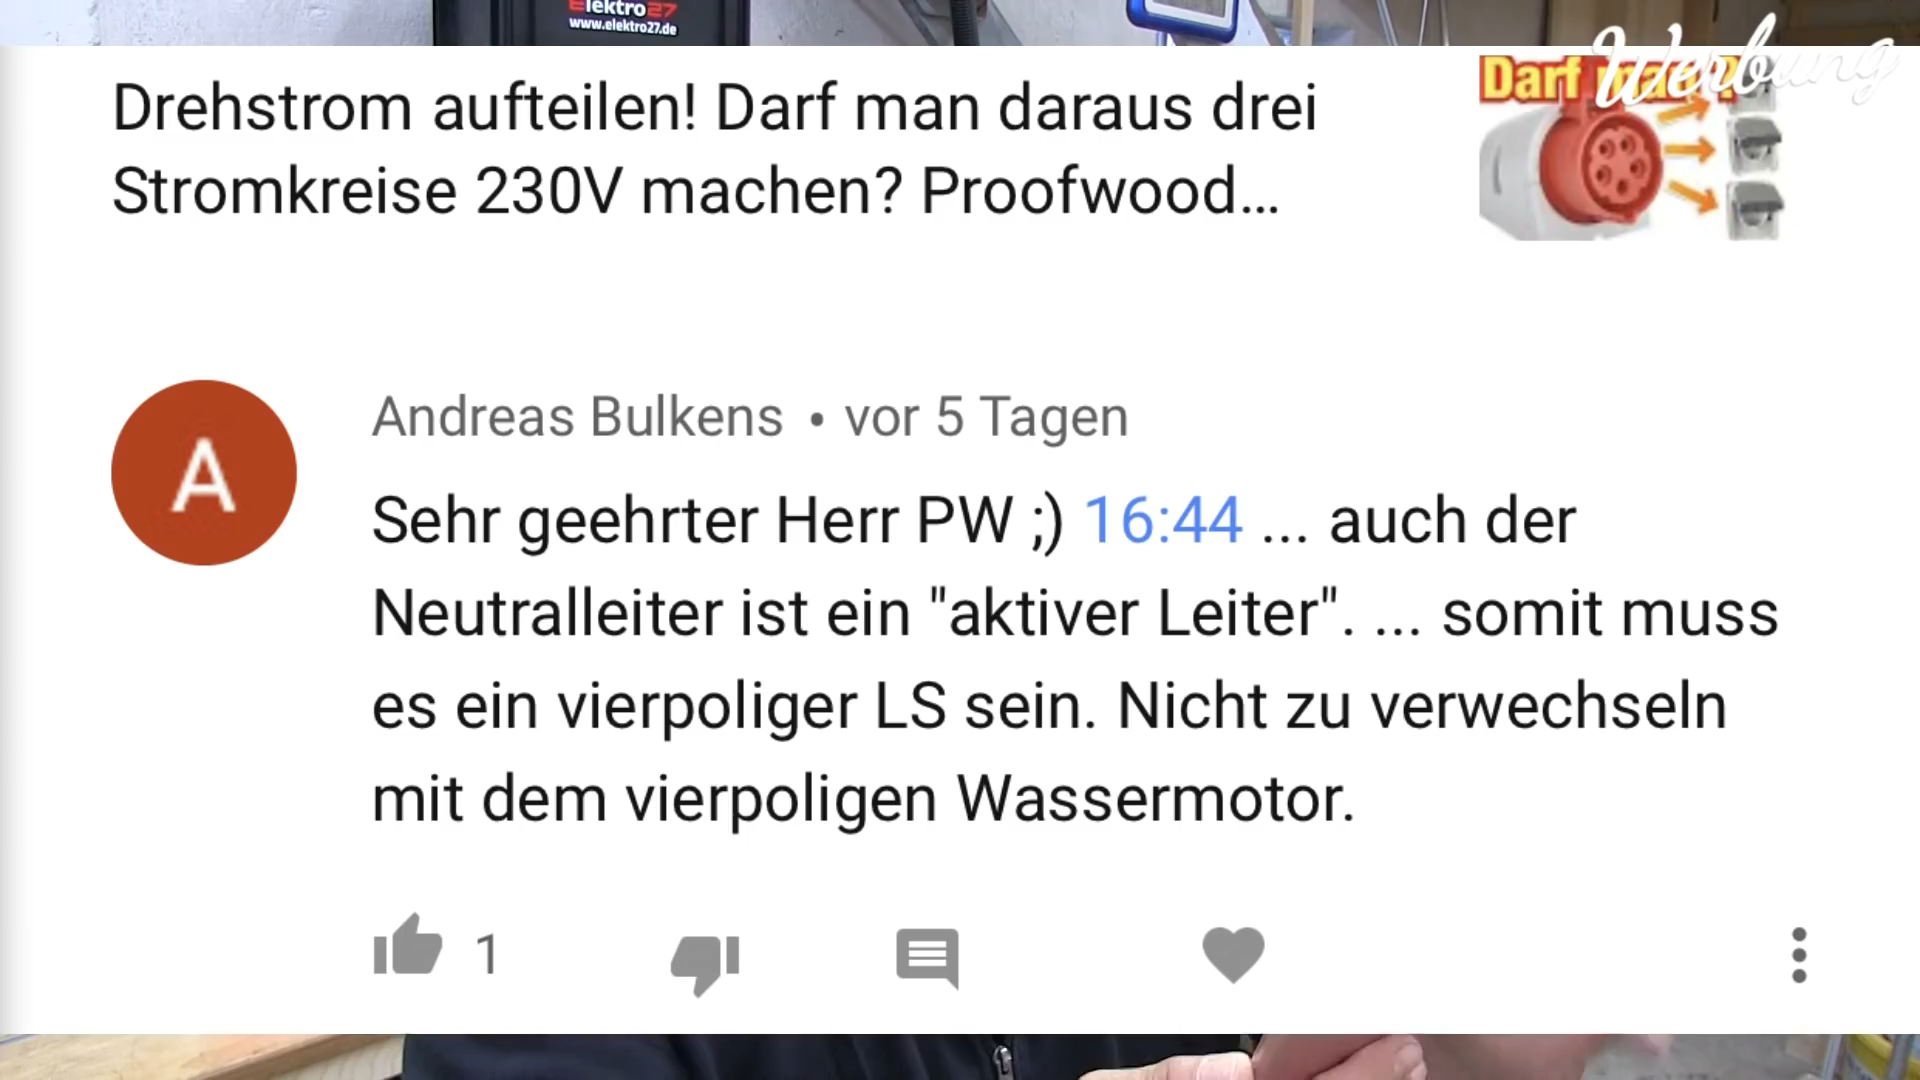 Elektro27
www.elektro27.de
Werbung
Drehstrom aufteilen! Darf man daraus drei
Stromkreise 230V machen? Proofwood...
Darf man?
Andreas Bulkens • vor 5 Tagen
A
Sehr geehrter Herr PW ;) 16:44 ... auch der
Neutralleiter ist ein "aktiver Leiter". ... somit muss
es ein vierpoliger LS sein. Nicht zu verwechseln
mit dem vierpoligen Wassermotor.
1